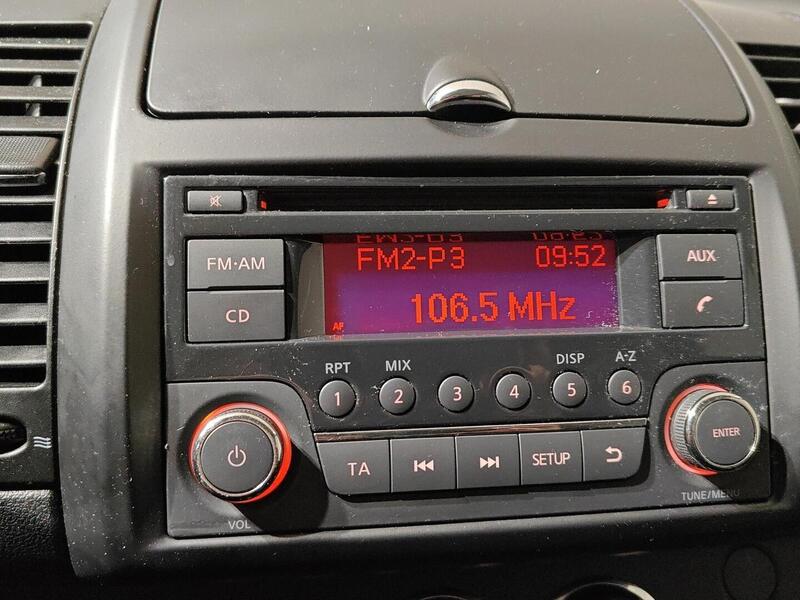 FM2-P3 09:52
106.5 MHz
AF
FM·AM
CD
AUX
RPT MIX DISP A-Z
1 2 3 4 5 6
TA SETUP ENTER
VOL TUNE/MENU